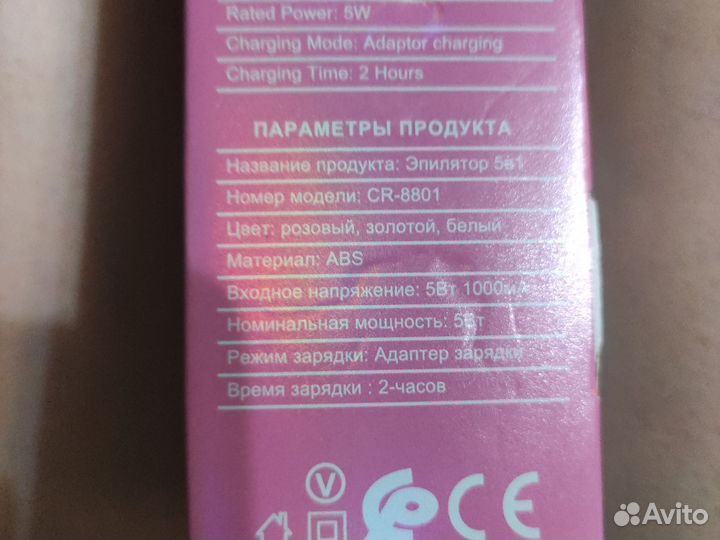 Rated Power: 5W
Charging Mode: Adaptor charging
Charging Time: 2 Hours
ПАРАМЕТРЫ ПРОДУКТА
Название продукта: Эпилятор 5в1
Номер модели: CR-8801
Цвет: розовый, золотой, белый
Материал: ABS
Входное напряжение: 5Вт 1000мА
Номинальная мощность: 5Вт
Режим зарядки: Адаптер зарядки
Время зарядки : 2-часов
V
CE
Avito